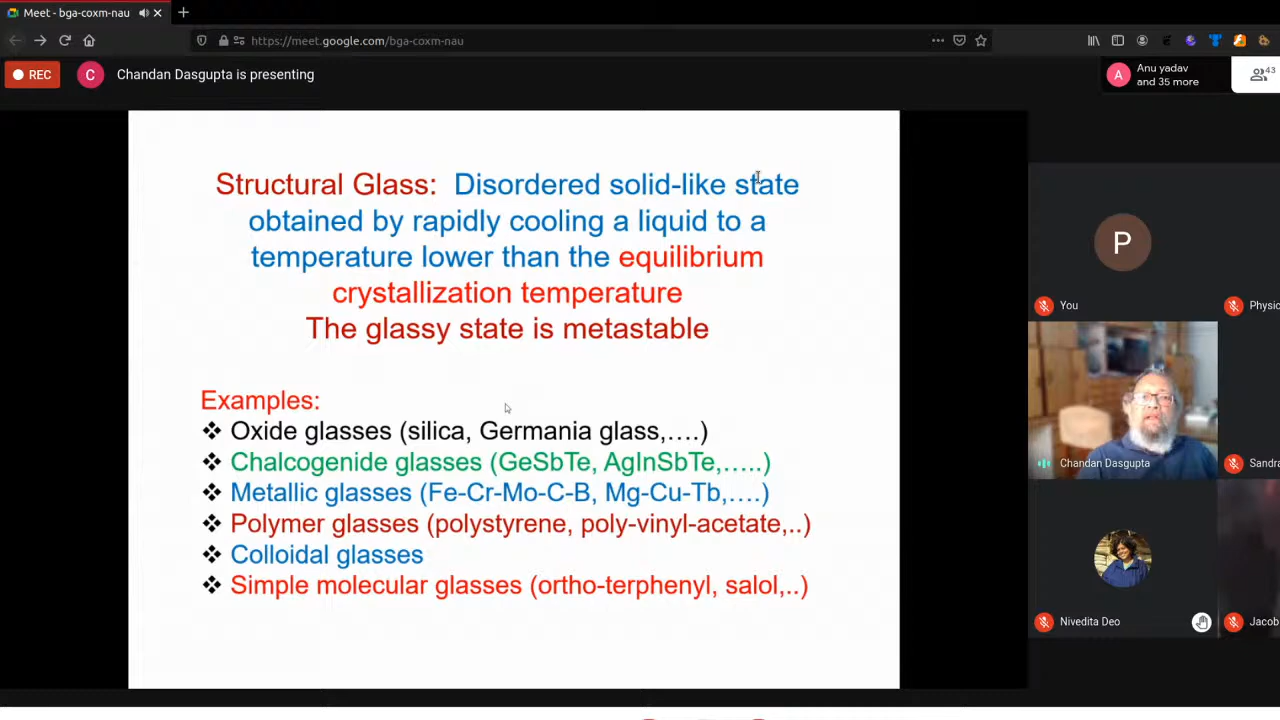 Meet - bga-coxm-nau
https://meet.google.com/bga-coxm-nau
REC
C
Chandan Dasgupta is presenting
A
Anu yadav
and 35 more
43
Structural Glass: Disordered solid-like state
obtained by rapidly cooling a liquid to a
temperature lower than the equilibrium
crystallization temperature
The glassy state is metastable
Examples:
❖ Oxide glasses (silica, Germania glass,….)
❖ Chalcogenide glasses (GeSbTe, AgInSbTe,…..)
❖ Metallic glasses (Fe-Cr-Mo-C-B, Mg-Cu-Tb,….)
❖ Polymer glasses (polystyrene, poly-vinyl-acetate,..)
❖ Colloidal glasses
❖ Simple molecular glasses (ortho-terphenyl, salol,..)
P
You
Physic
Chandan Dasgupta
Sandra
Nivedita Deo
Jacob